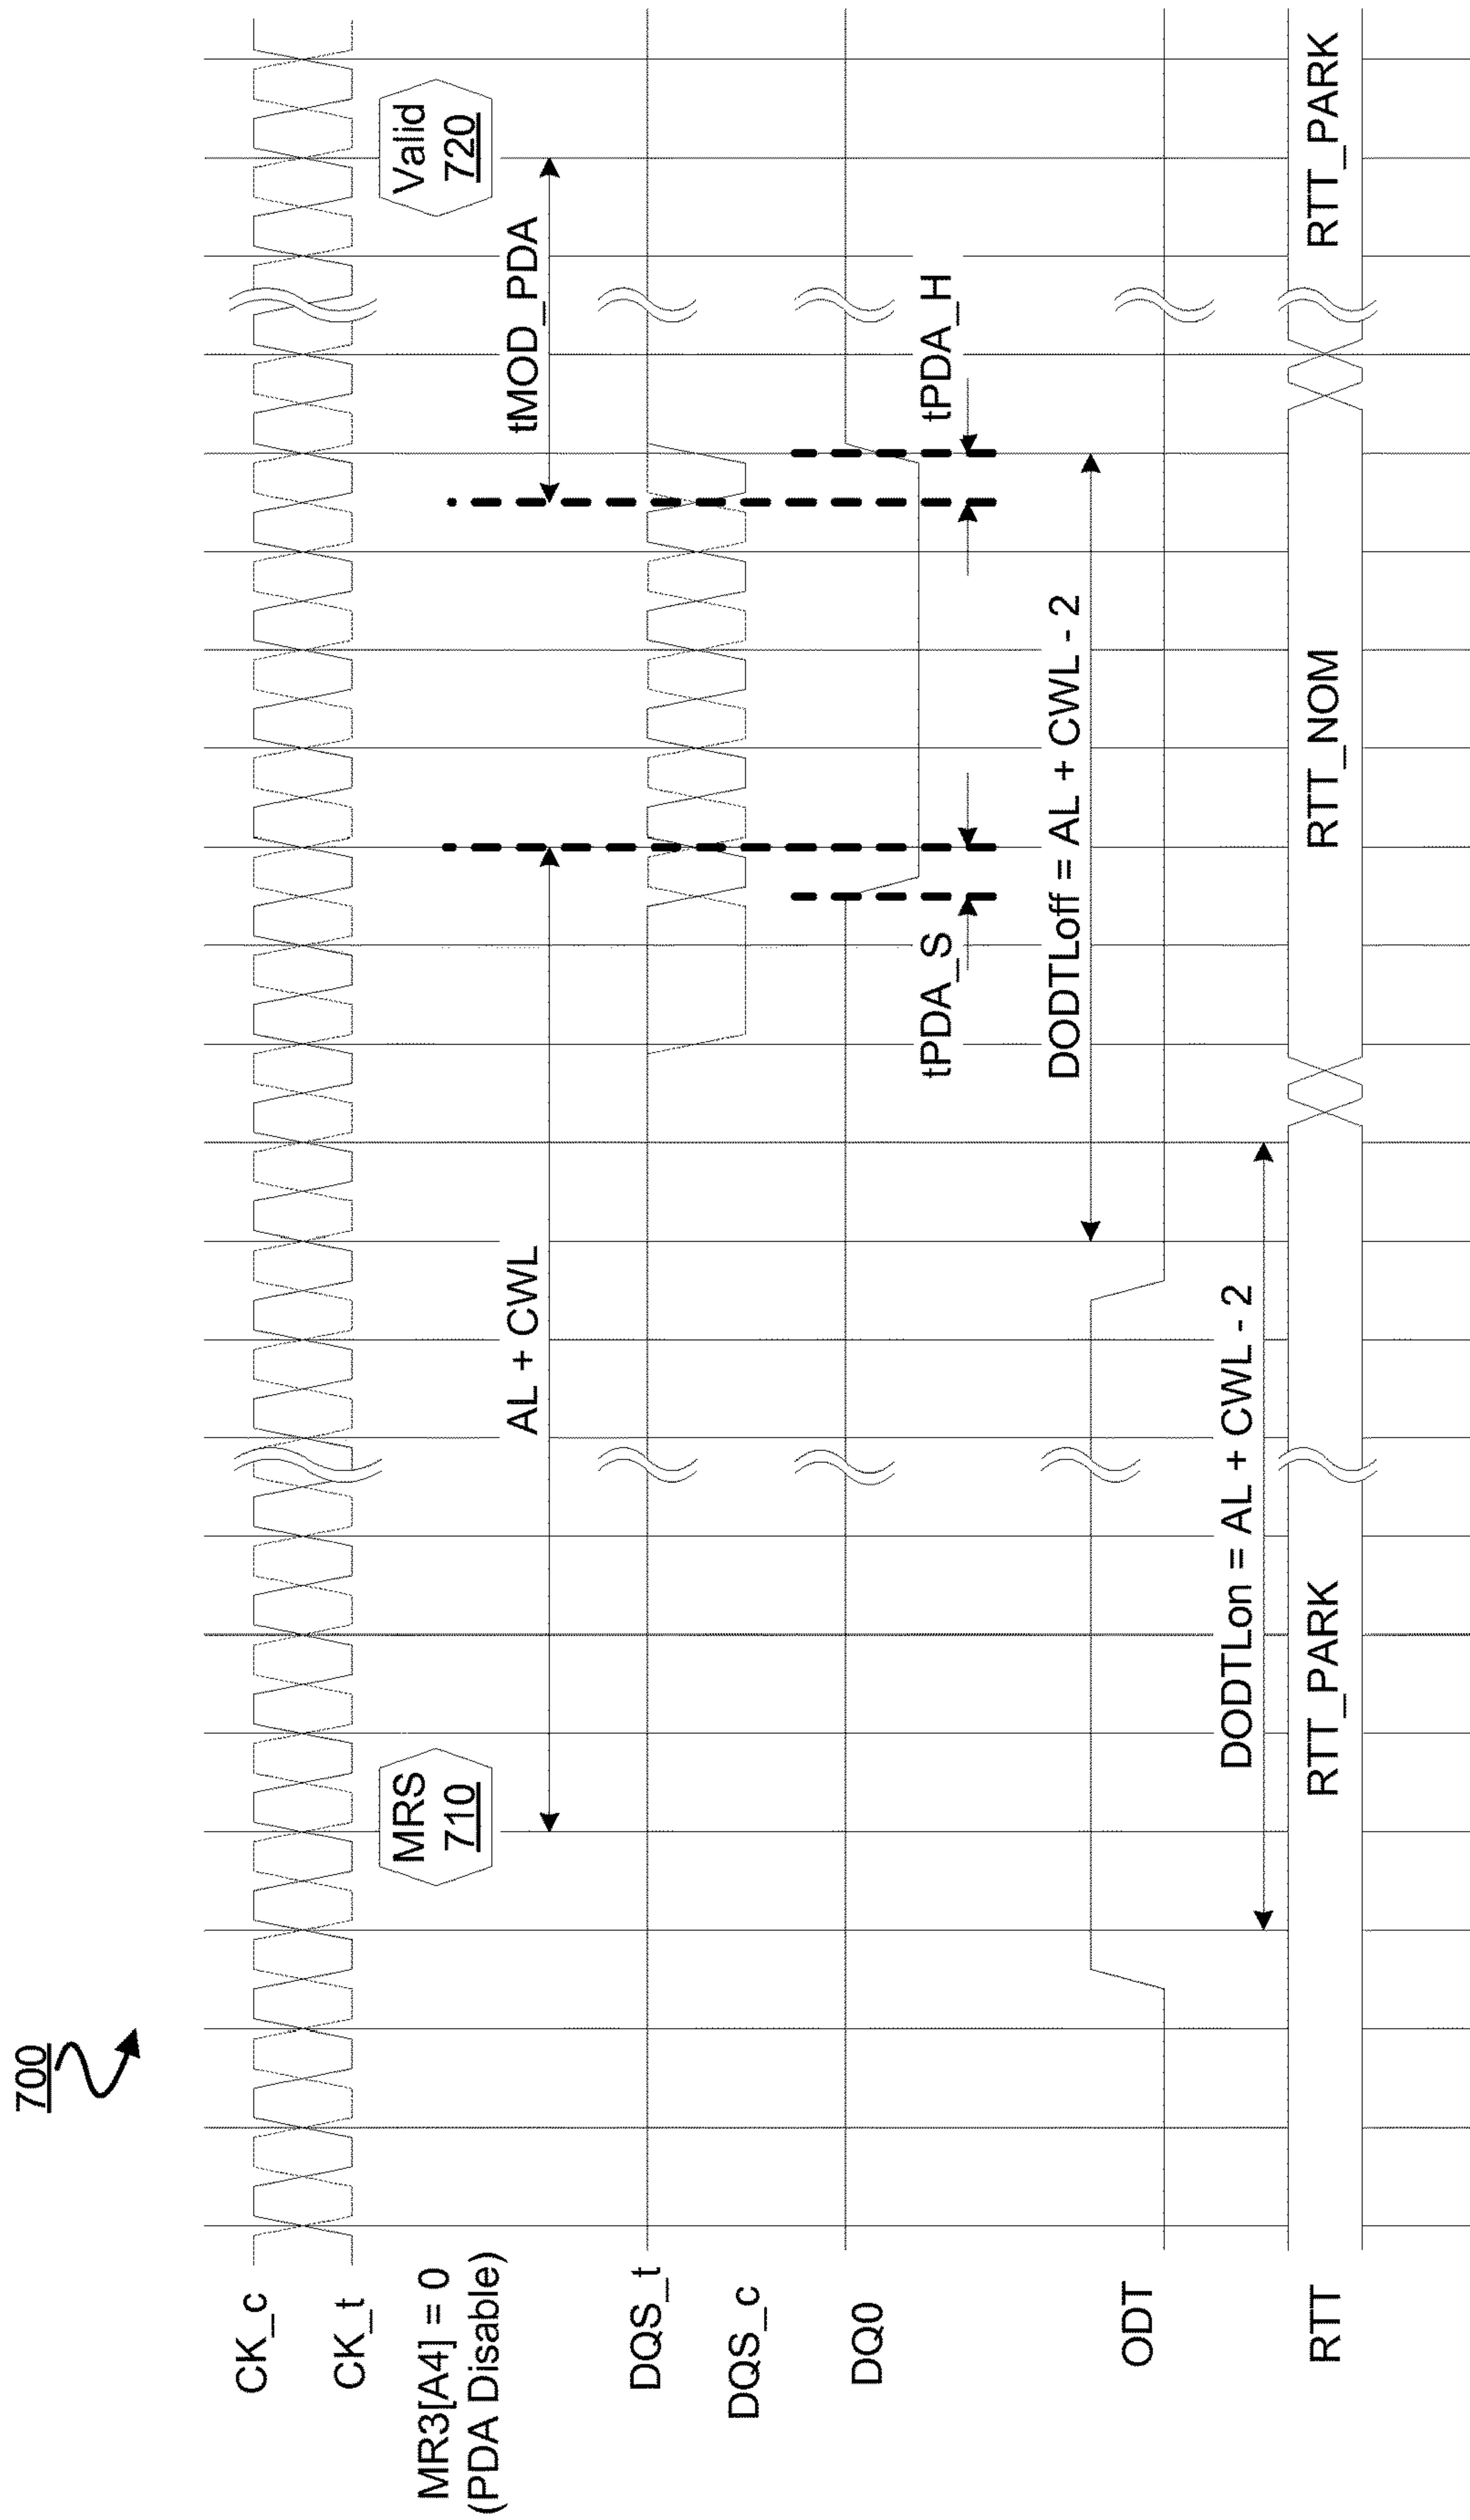 700
CK_c
CK_t
MR3[A4] = 0
(PDA Disable)
MRS
710
Valid
720
AL + CWL
tMOD_PDA
DQS_t
DQS_c
DQ0
tPDA_S
tPDA_H
DODTLoff = AL + CWL - 2
ODT
DODTLon = AL + CWL - 2
RTT
RTT_PARK
RTT_NOM
RTT_PARK